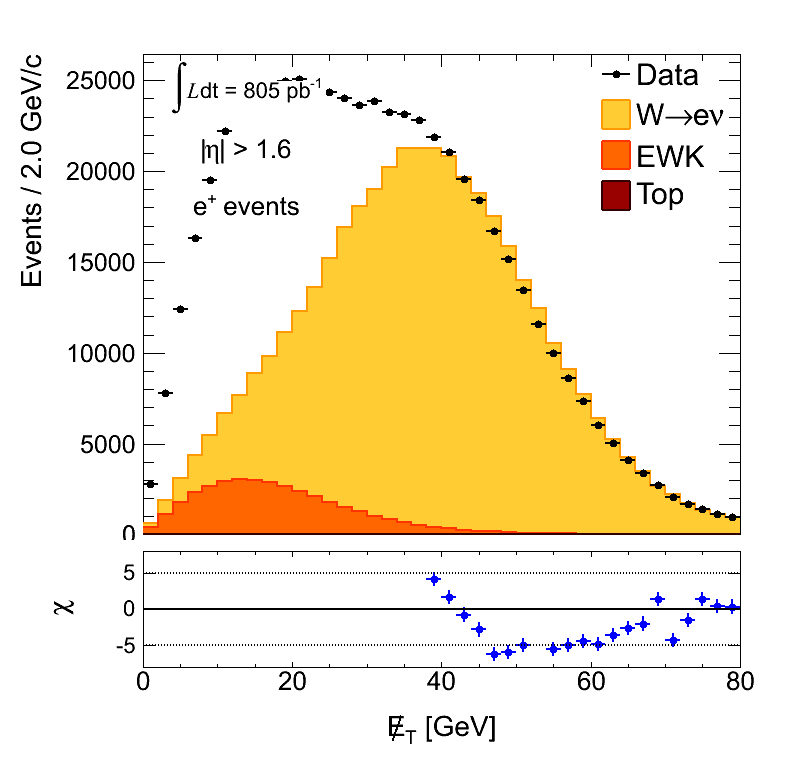 25000
20000
15000
10000
5000
0
Events / 2.0 GeV/c
∫ Ldt = 805 pb⁻¹
|η| > 1.6
e⁺ events
Data
W→eν
EWK
Top
5
0
-5
χ
0 20 40 60 80
E̸_T [GeV]